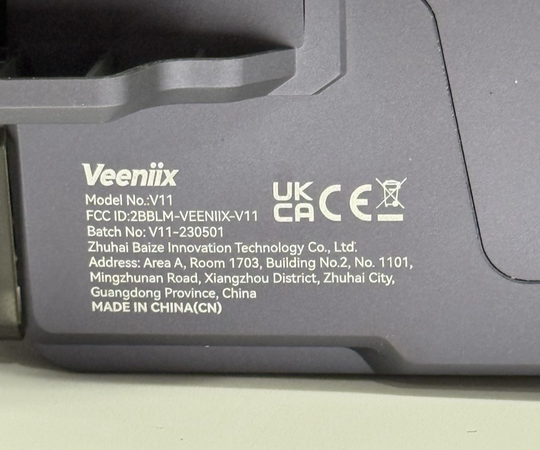 Veeniix
Model No.:V11
FCC ID:2BBLM-VEENIIX-V11
Batch No: V11-230501
UK
CA CE
Zhuhai Baize Innovation Technology Co., Ltd.
Address: Area A, Room 1703, Building No.2, No. 1101,
Mingzhunan Road, Xiangzhou District, Zhuhai City,
Guangdong Province, China
MADE IN CHINA(CN)